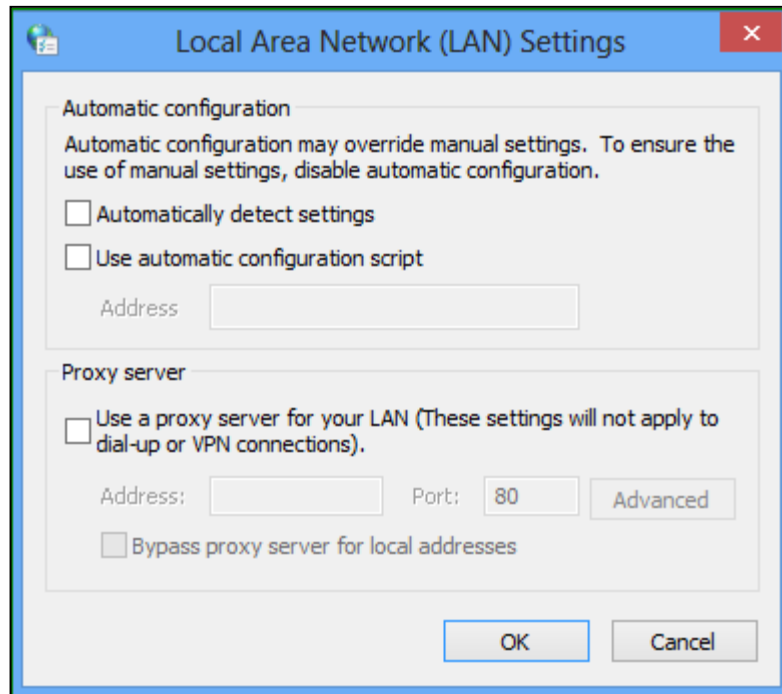 Local Area Network (LAN) Settings
Automatic configuration
Automatic configuration may override manual settings.  To ensure the
use of manual settings, disable automatic configuration.
Automatically detect settings
Use automatic configuration script
Address
Proxy server
Use a proxy server for your LAN (These settings will not apply to
dial-up or VPN connections).
Address: Port: 80 Advanced
Bypass proxy server for local addresses
OK Cancel